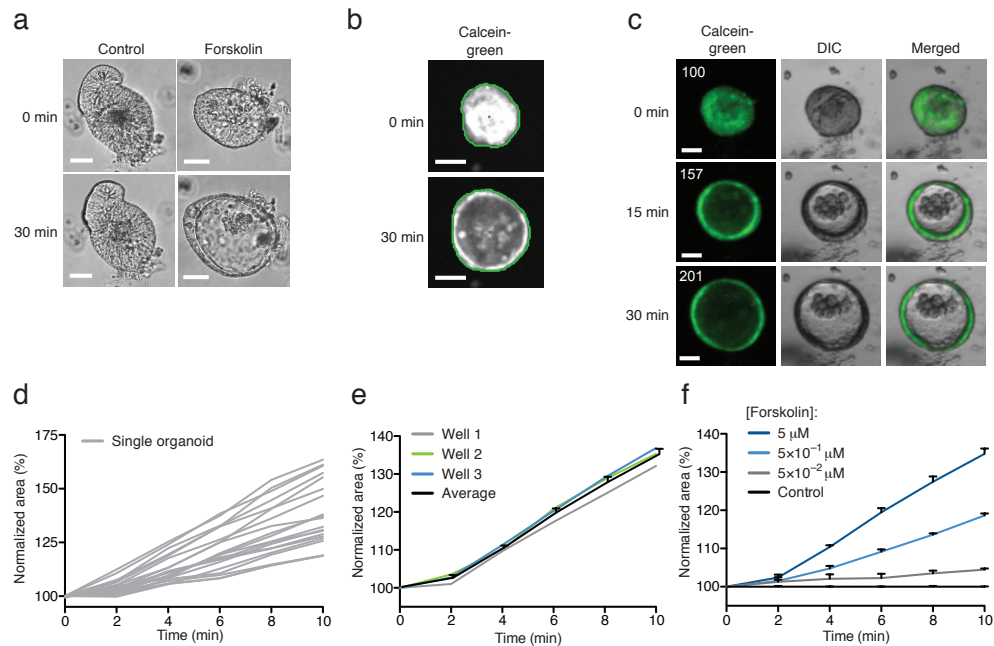 a
Control
Forskolin
0 min
30 min
b
Calcein-
green
0 min
30 min
c
Calcein-
green
DIC
Merged
100
0 min
157
15 min
201
30 min
d
175
150
125
100
Normalized area (%)
Single organoid
0 2 4 6 8 10
Time (min)
e
140
130
120
110
100
Normalized area (%)
Well 1
Well 2
Well 3
Average
0 2 4 6 8 10
Time (min)
f
[Forskolin]:
5 μM
5×10⁻¹ μM
5×10⁻² μM
Control
140
130
120
110
100
Normalized area (%)
0 2 4 6 8 10
Time (min)